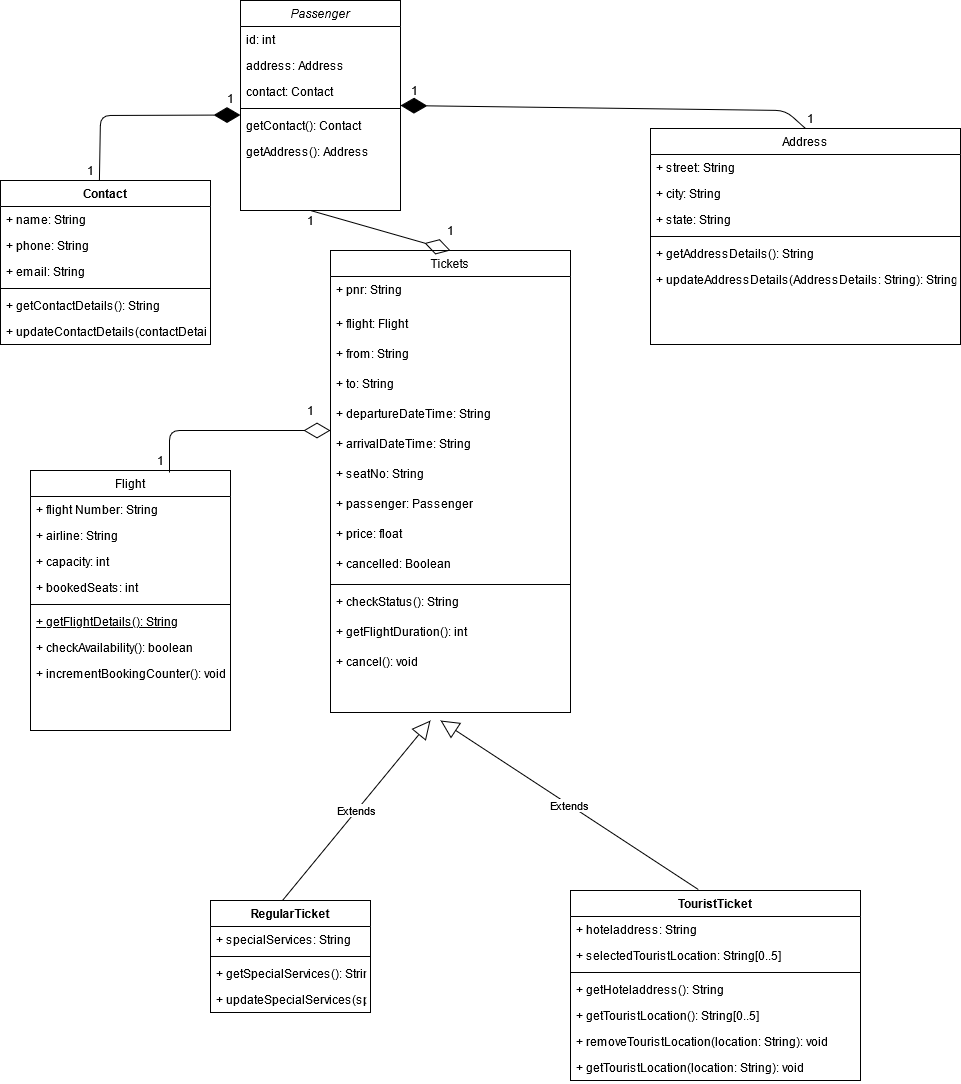 Passenger
id: int
address: Address
contact: Contact
getContact(): Contact
getAddress(): Address
1
1
1
1
Contact
+ name: String
+ phone: String
+ email: String
+ getContactDetails(): String
+ updateContactDetails(contactDetai
Address
+ street: String
+ city: String
+ state: String
+ getAddressDetails(): String
+ updateAddressDetails(AddressDetails: String): String
1
1
Tickets
+ pnr: String
+ flight: Flight
+ from: String
+ to: String
+ departureDateTime: String
+ arrivalDateTime: String
+ seatNo: String
+ passenger: Passenger
+ price: float
+ cancelled: Boolean
+ checkStatus(): String
+ getFlightDuration(): int
+ cancel(): void
1
1
Flight
+ flight Number: String
+ airline: String
+ capacity: int
+ bookedSeats: int
+ getFlightDetails(): String
+ checkAvailability(): boolean
+ incrementBookingCounter(): void
Extends
Extends
RegularTicket
+ specialServices: String
+ getSpecialServices(): Strin
+ updateSpecialServices(sp
TouristTicket
+ hoteladdress: String
+ selectedTouristLocation: String[0..5]
+ getHoteladdress(): String
+ getTouristLocation(): String[0..5]
+ removeTouristLocation(location: String): void
+ getTouristLocation(location: String): void